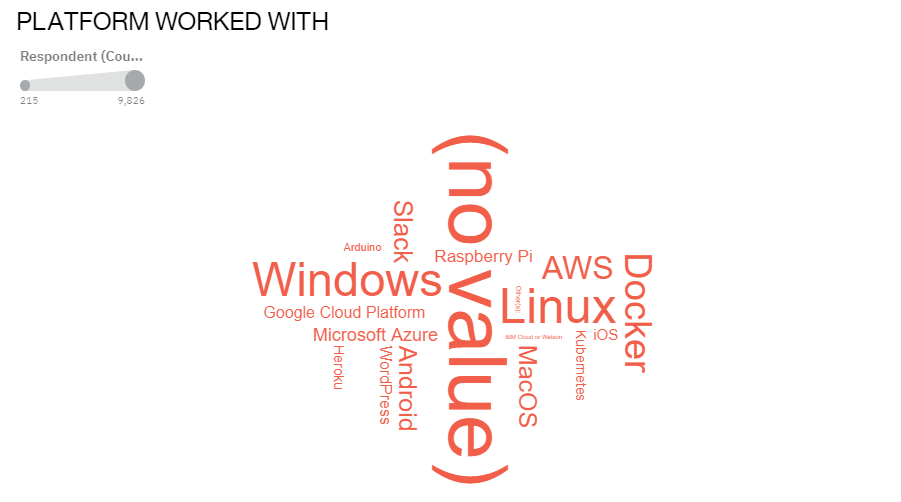 PLATFORM WORKED WITH
Respondent (Cou...
215
9,826
(no value)
Slack
Arduino
Raspberry Pi
Windows
AWS
Docker
Other(s):
Linux
Google Cloud Platform
Microsoft Azure
IBM Cloud or Watson
iOS
Heroku
WordPress
Android
MacOS
Kubernetes